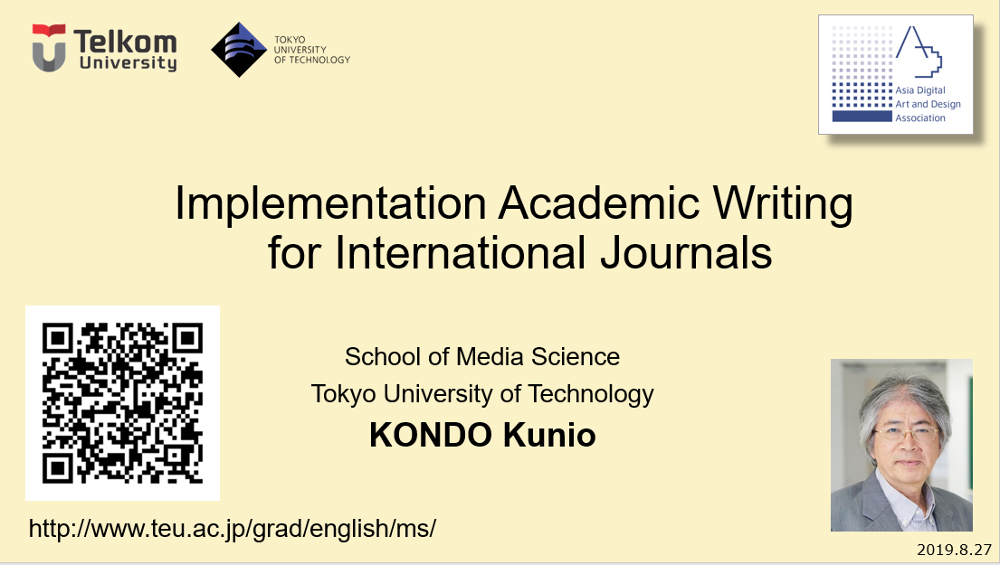 Telkom
University
TOKYO
UNIVERSITY
OF TECHNOLOGY
Asia Digital
Art and Design
Association
Implementation Academic Writing
for International Journals
School of Media Science
Tokyo University of Technology
KONDO Kunio
http://www.teu.ac.jp/grad/english/ms/
2019.8.27